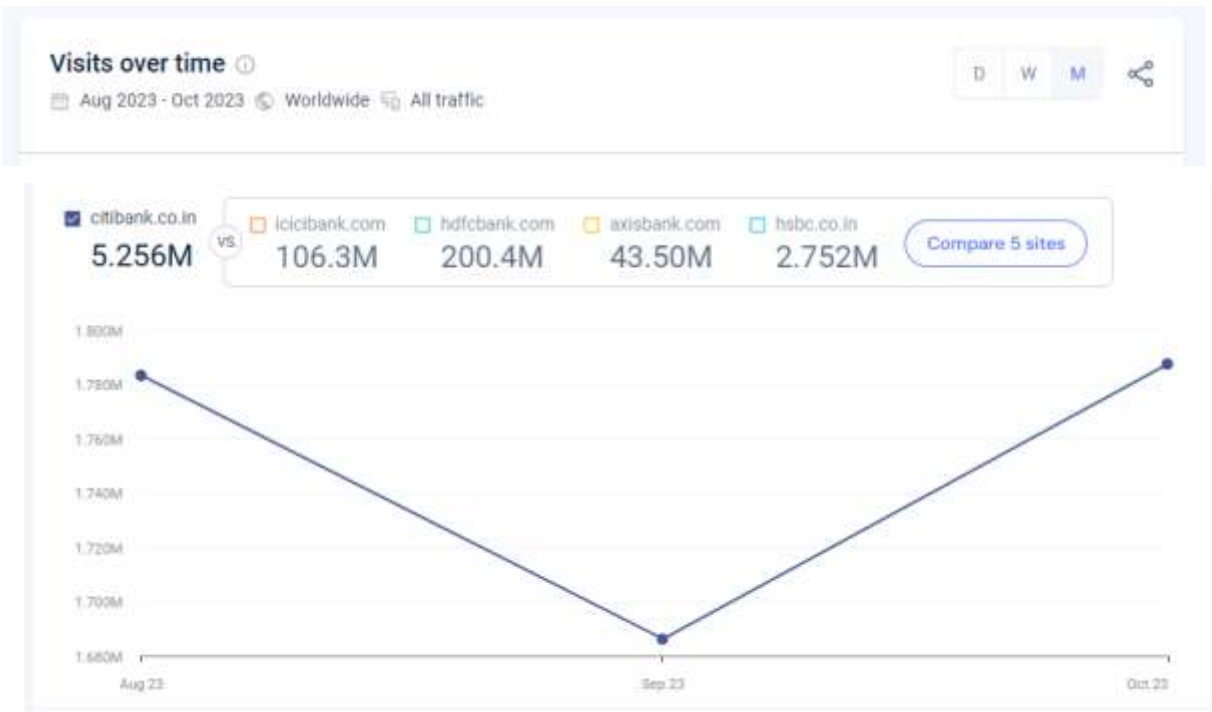 Visits over time
D W M
Aug 2023 - Oct 2023 Worldwide All traffic
citibank.co.in
5.256M
VS
icicibank.com
106.3M
hdfcbank.com
200.4M
axisbank.com
43.50M
hsbc.co.in
2.752M
Compare 5 sites
1.800M
1.780M
1.760M
1.740M
1.720M
1.700M
1.680M
Aug 23
Sep 23
Oct 23